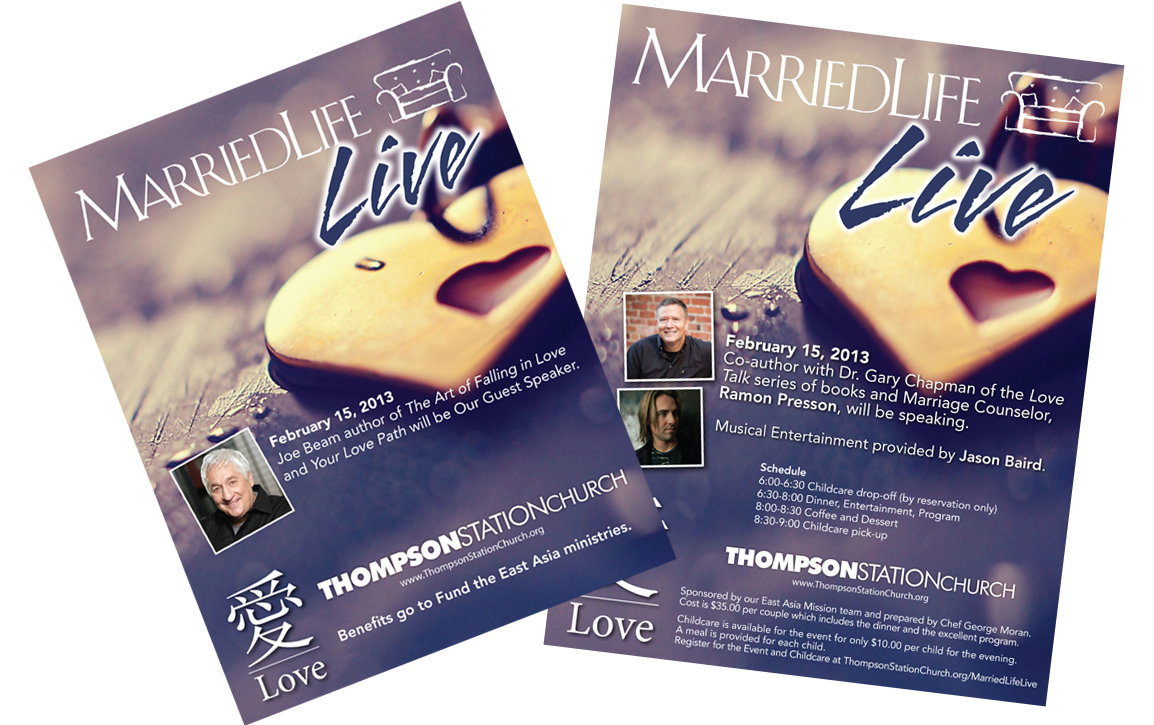 MARRIEDLIFE
Live
February 15, 2013
Joe Beam author of The Art of Falling in Love
and Your Love Path will be Our Guest Speaker.
THOMPSONSTATIONCHURCH
www.ThompsonStationChurch.org
Benefits go to Fund the East Asia ministries.
愛
Love
MARRIEDLIFE
Live
February 15, 2013
Co-author with Dr. Gary Chapman of the Love
Talk series of books and Marriage Counselor,
Ramon Presson, will be speaking.
Musical Entertainment provided by Jason Baird.
Schedule
6:00-6:30 Childcare drop-off (by reservation only)
6:30-8:00 Dinner, Entertainment, Program
8:00-8:30 Coffee and Dessert
8:30-9:00 Childcare pick-up
THOMPSONSTATIONCHURCH
www.ThompsonStationChurch.org
Love
Sponsored by our East Asia Mission team and prepared by Chef George Moran.
Cost is $35.00 per couple which includes the dinner and the excellent program.
Childcare is available for the event for only $10.00 per child for the evening.
A meal is provided for each child.
Register for the Event and Childcare at ThompsonStationChurch.org/MarriedLifeLive